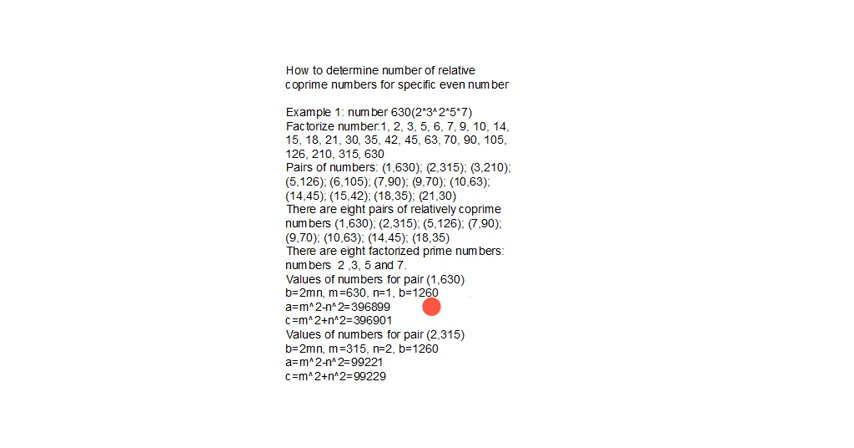 How to determine number of relative
coprime numbers for specific even number
Example 1: number 630(2*3^2*5*7)
Factorize number:1, 2, 3, 5, 6, 7, 9, 10, 14,
15, 18, 21, 30, 35, 42, 45, 63, 70, 90, 105,
126, 210, 315, 630
Pairs of numbers: (1,630); (2,315); (3,210);
(5,126); (6,105); (7,90); (9,70); (10,63);
(14,45); (15,42); (18,35); (21,30)
There are eight pairs of relatively coprime
numbers (1,630); (2,315); (5,126); (7,90);
(9,70); (10,63); (14,45); (18,35)
There are eight factorized prime numbers:
numbers 2 ,3, 5 and 7.
Values of numbers for pair (1,630)
b=2mn, m=630, n=1, b=1260
a=m^2-n^2=396899
c=m^2+n^2=396901
Values of numbers for pair (2,315)
b=2mn, m=315, n=2, b=1260
a=m^2-n^2=99221
c=m^2+n^2=99229